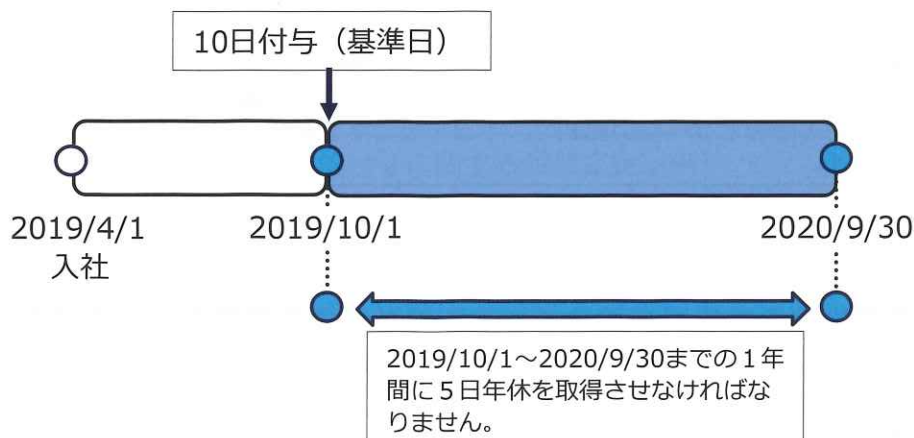 10日付与（基準日）
2019/4/1
入社
2019/10/1
2020/9/30
2019/10/1～2020/9/30までの１年
間に５日年休を取得させなければな
りません。